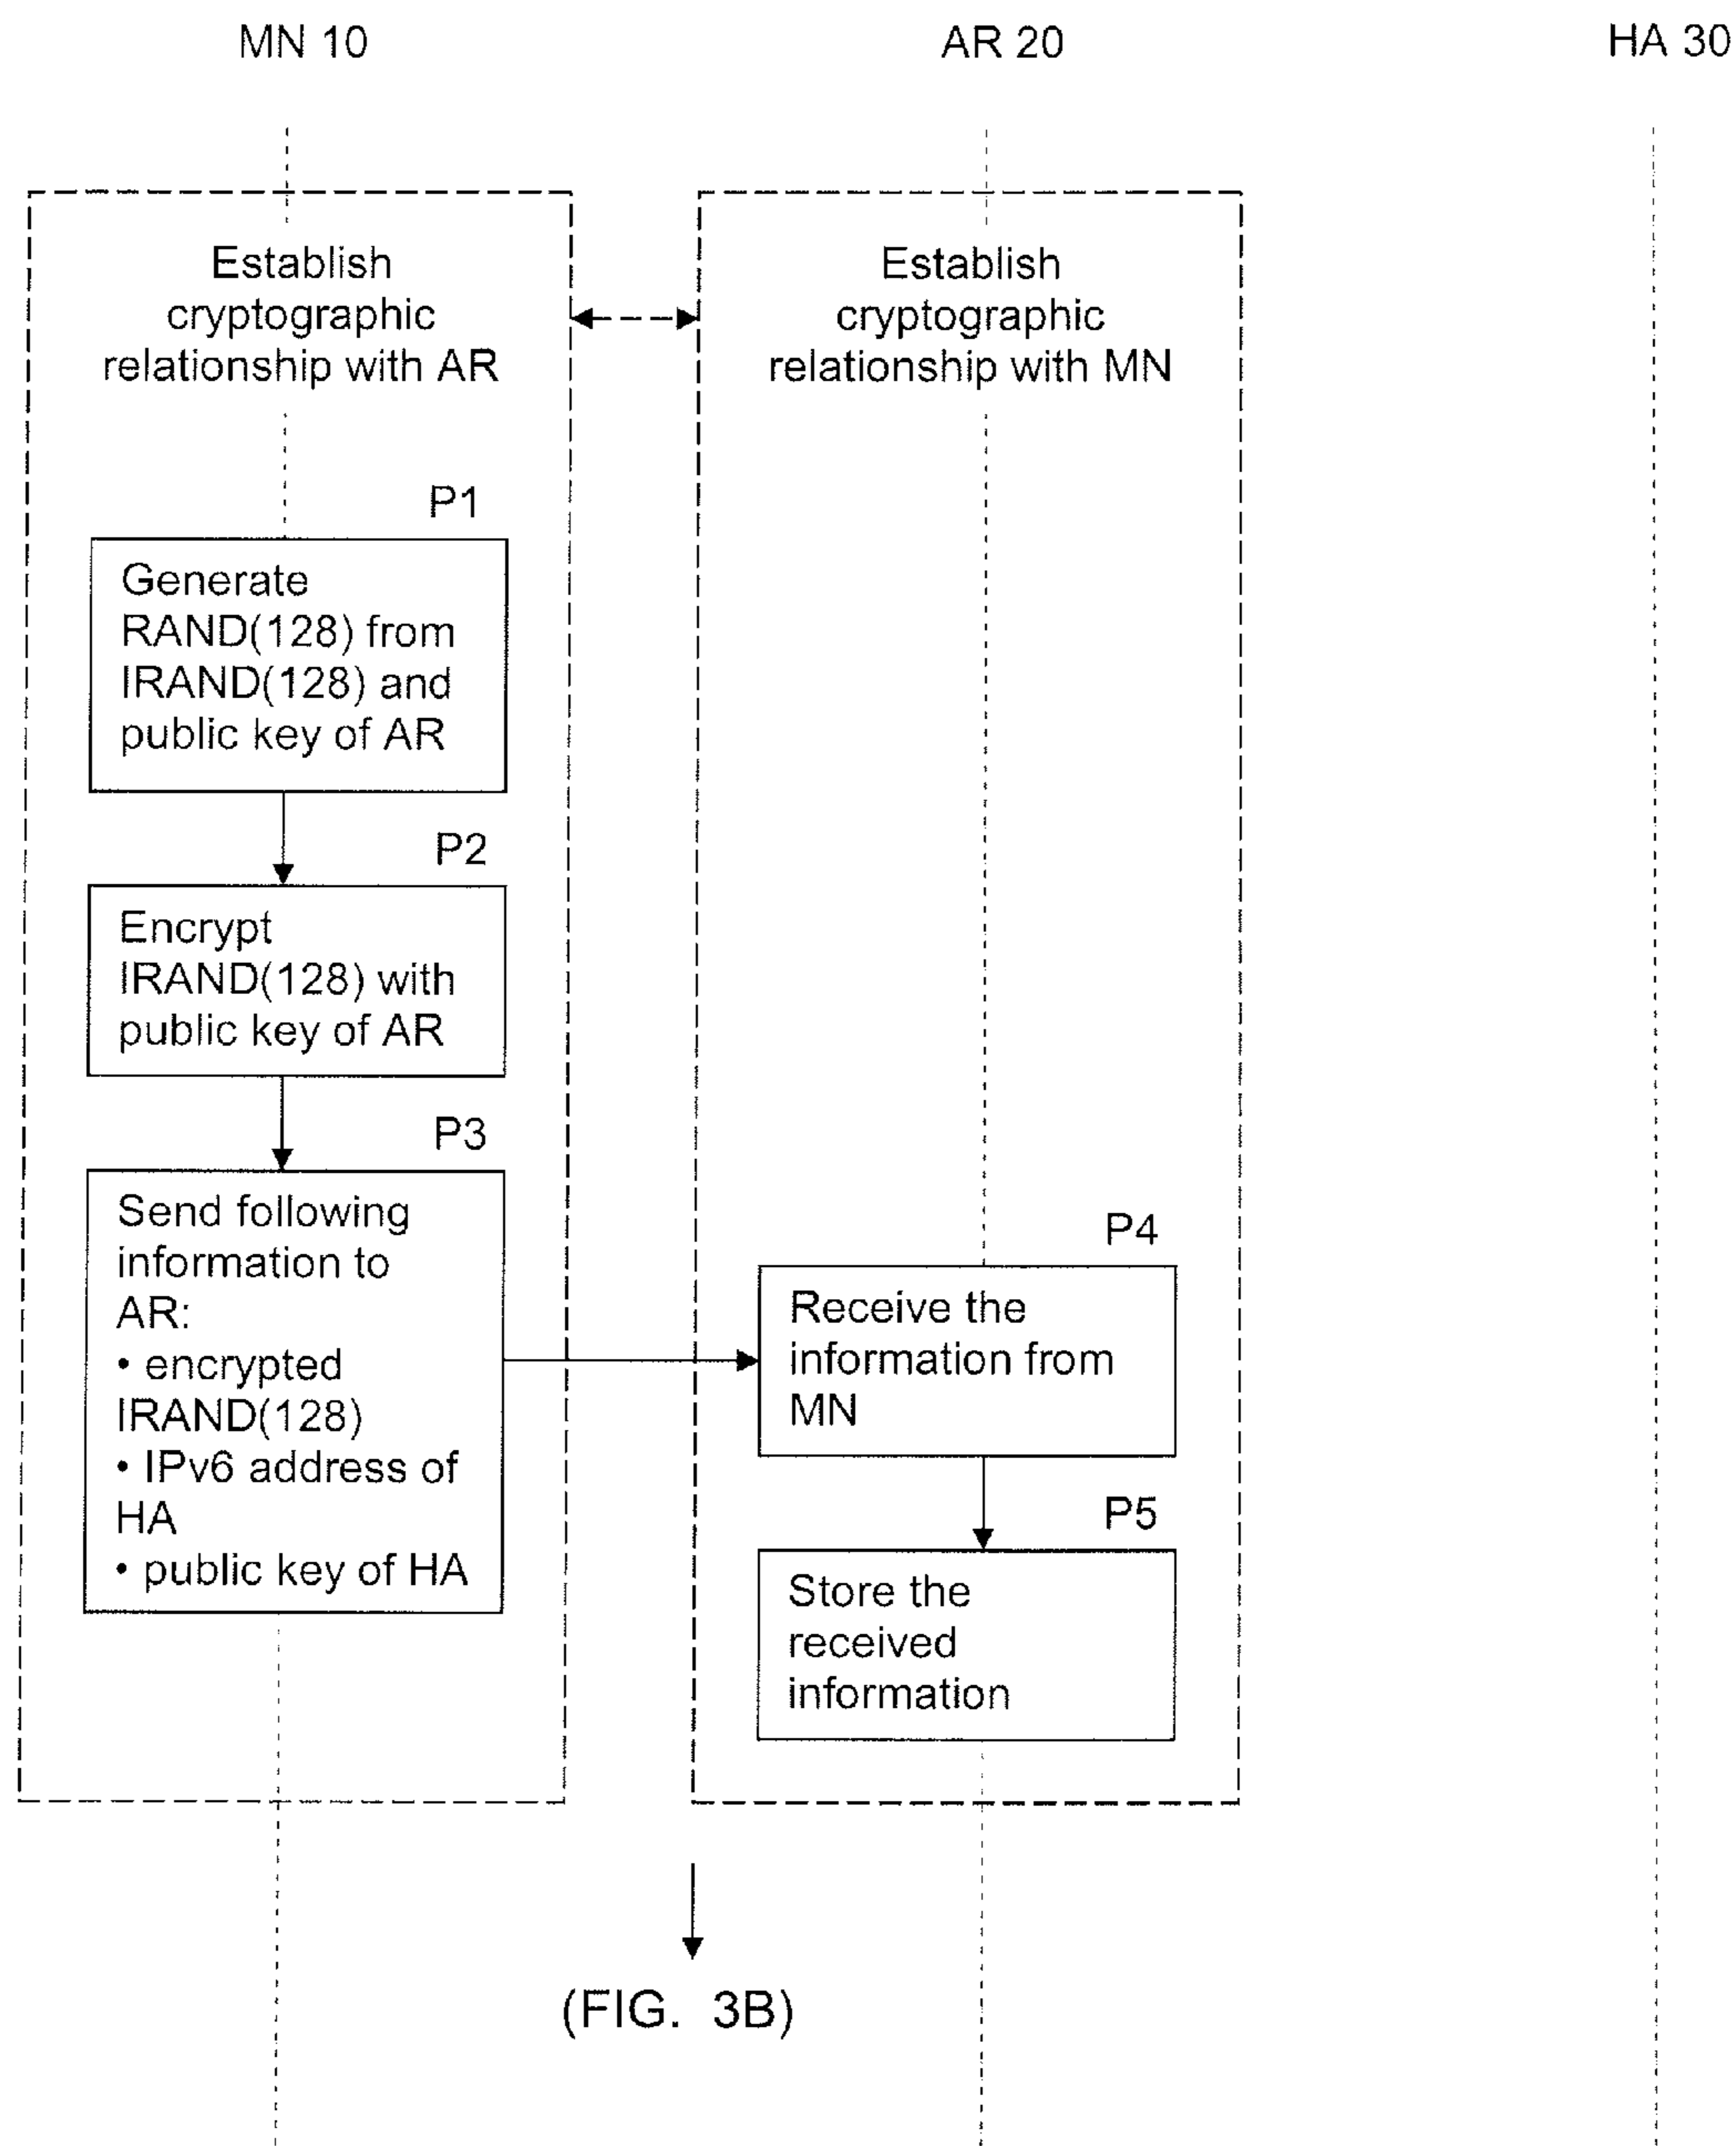 MN 10
AR 20
HA 30
Establish
cryptographic
relationship with AR
Establish
cryptographic
relationship with MN
P1
Generate
RAND(128) from
IRAND(128) and
public key of AR
P2
Encrypt
IRAND(128) with
public key of AR
P3
Send following
information to
AR:
• encrypted
IRAND(128)
• IPv6 address of
HA
• public key of HA
P4
Receive the
information from
MN
P5
Store the
received
information
(FIG. 3B)